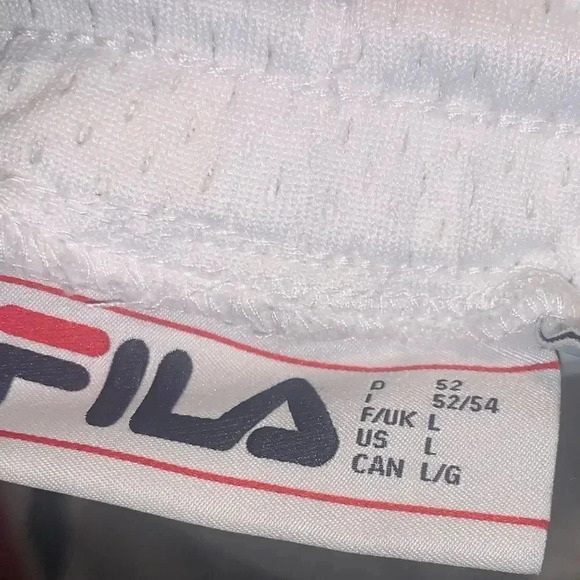 FILA
D 52
I 52/54
F/UK L
US L
CAN L/G